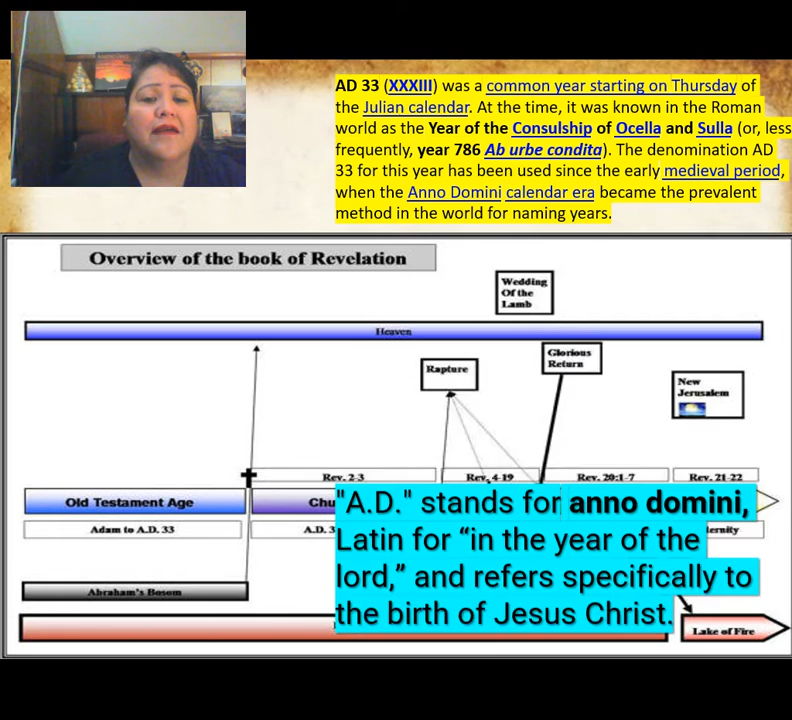 AD 33 (XXXIII) was a common year starting on Thursday of
the Julian calendar. At the time, it was known in the Roman
world as the Year of the Consulship of Ocella and Sulla (or, less
frequently, year 786 Ab urbe condita). The denomination AD
33 for this year has been used since the early medieval period,
when the Anno Domini calendar era became the prevalent
method in the world for naming years.
Overview of the book of Revelation
Wedding
Of the
Lamb
Heaven
Glorious
Return
Rapture
New
Jerusalem
Rev. 2-3
Rev. 4-19
Rev. 20:1-7
Rev. 21-22
Old Testament Age
Adam to A.D. 33
"A.D." stands for anno domini,
Latin for “in the year of the
lord,” and refers specifically to
the birth of Jesus Christ.
Abraham's Bosom
Lake of Fire